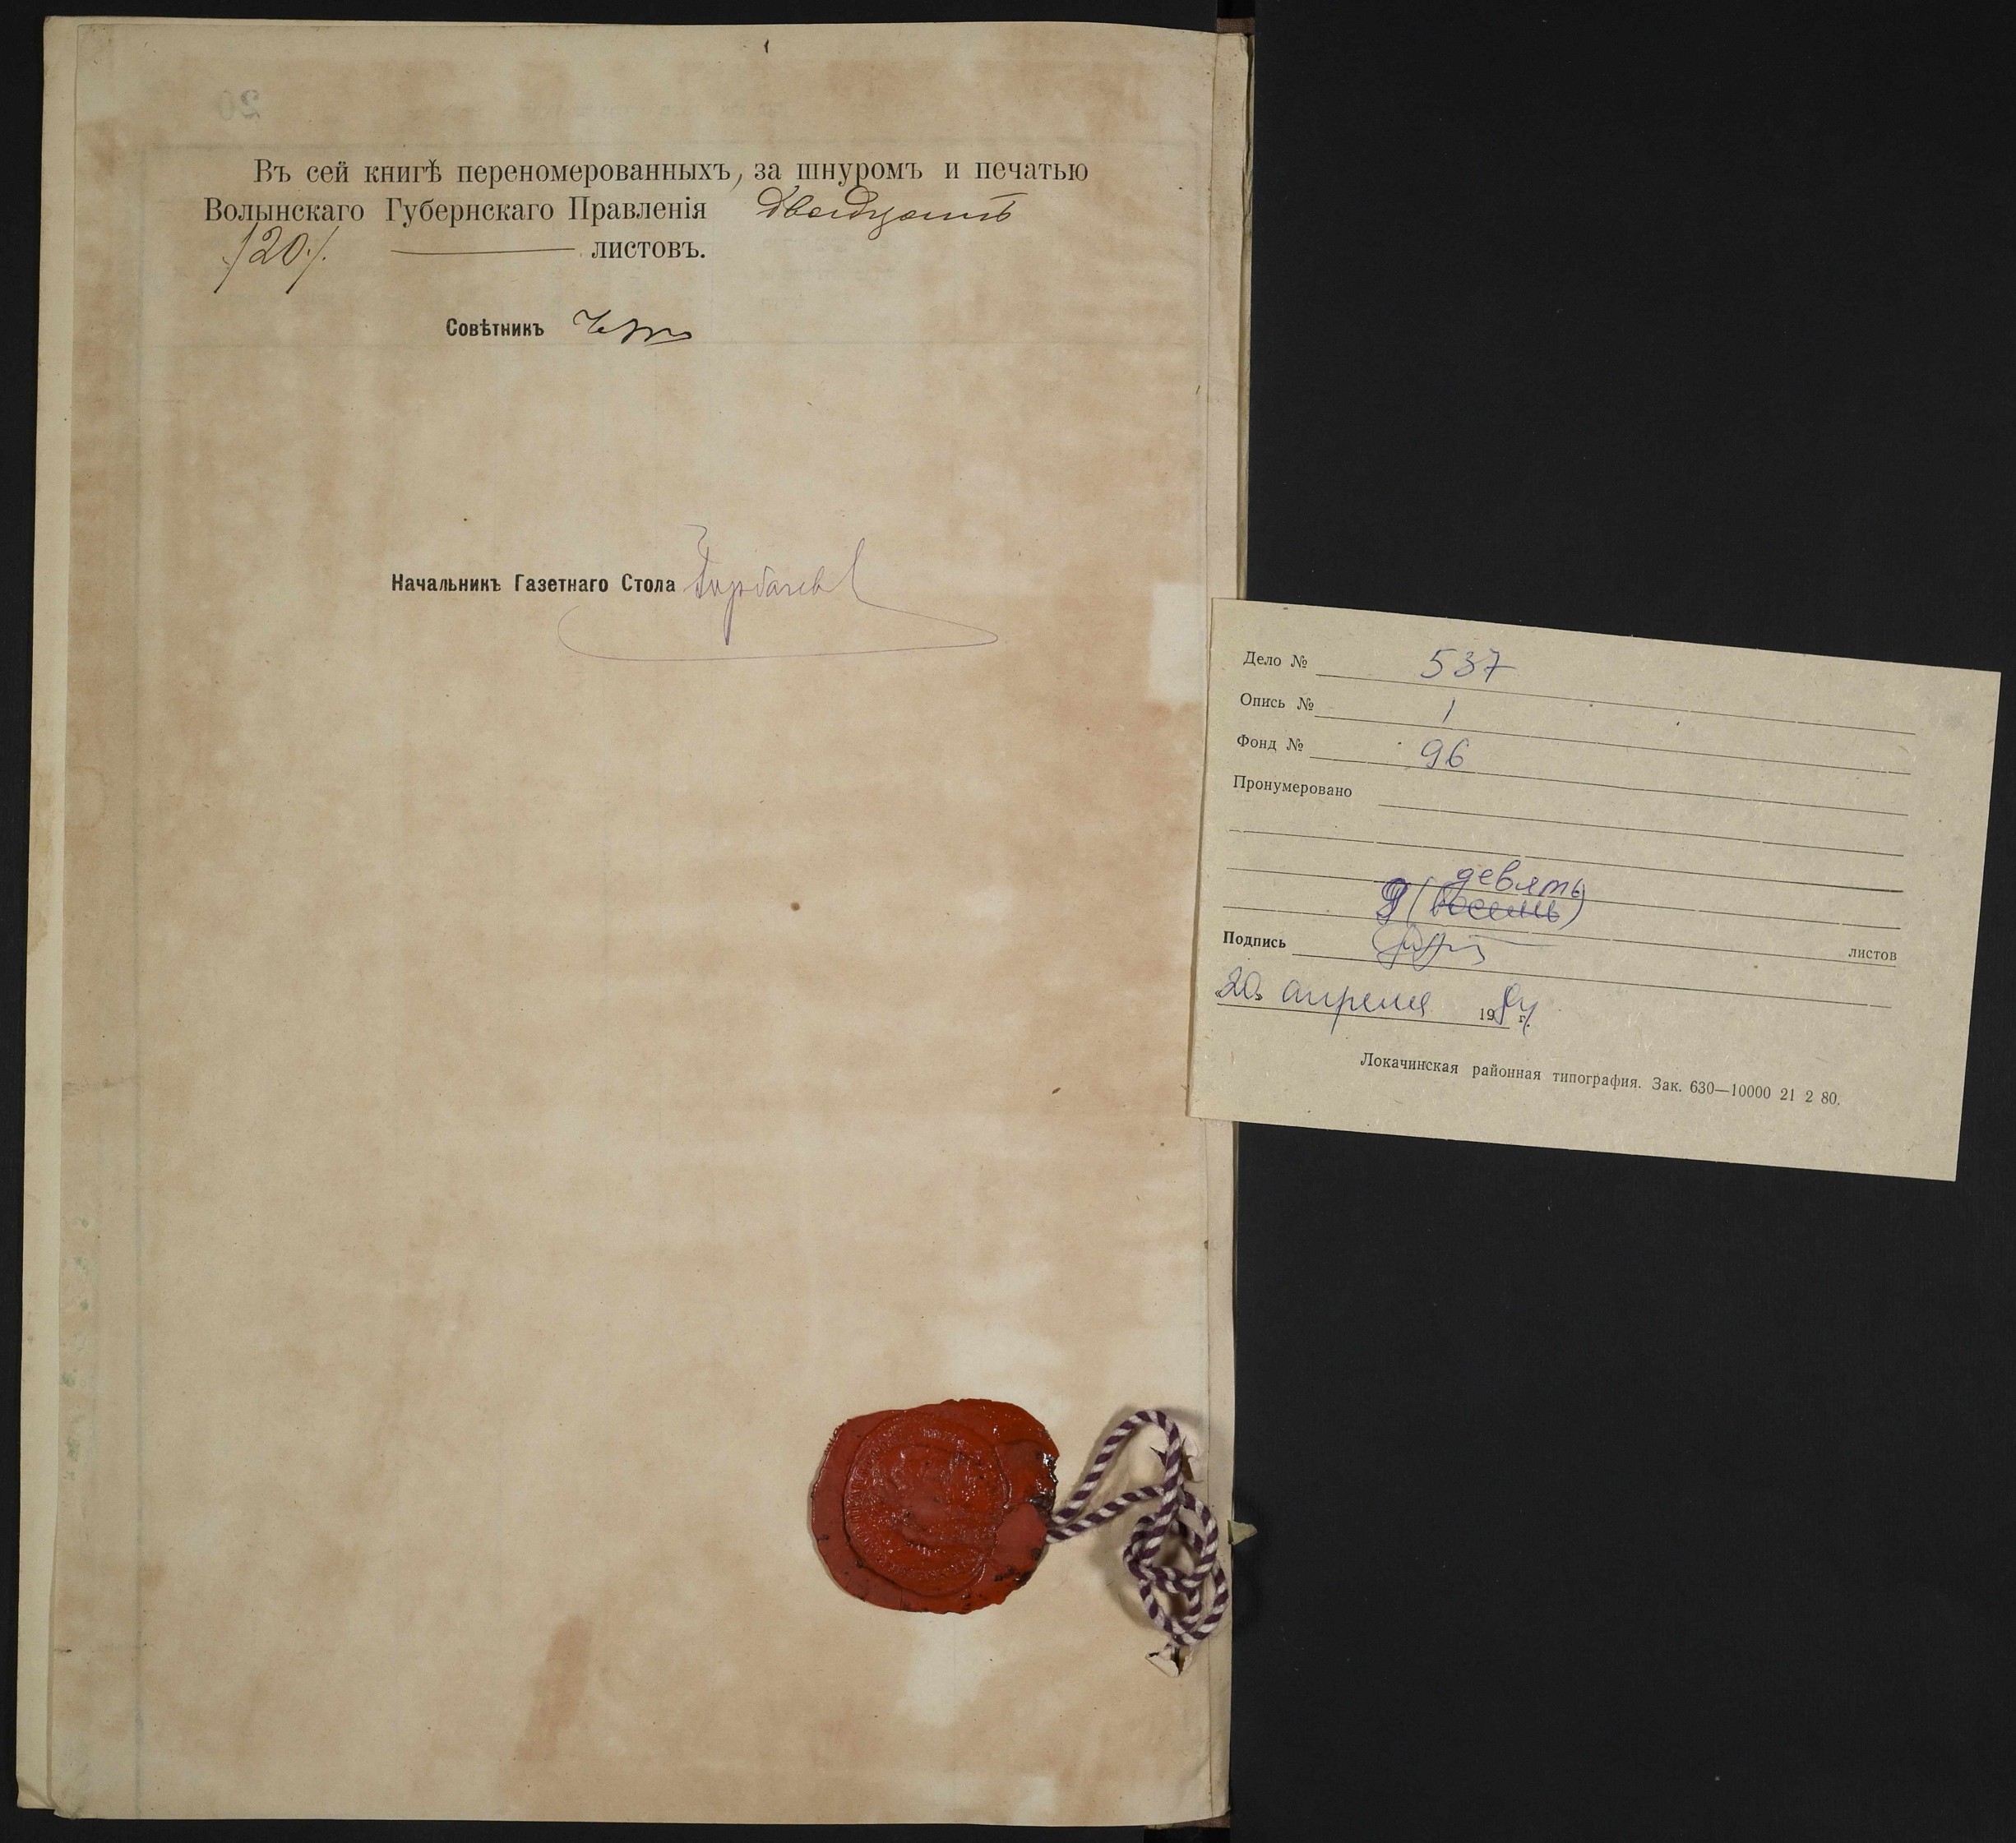 Въ сей книгѣ переномерованныхъ, за шнуромъ и печатью
Волынскаго Губернскаго Правленія двадцать
/20./. листовъ.
Совѣтникъ
Начальникъ Газетнаго Стола
Дело № 537
Опись № 1
Фонд № 96
Пронумеровано
девять
9 (восемь)
листов
Подпись
20 апреля 1984 г.
Локачинская районная типография. Зак. 630—10000 21 2 80.